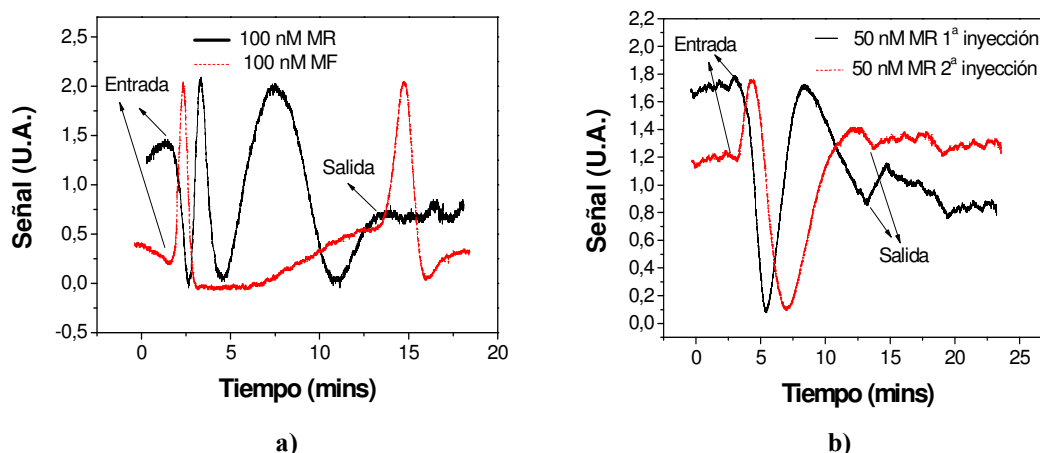 2,5
2,0
1,5
1,0
0,5
0,0
-0,5
Señal (U.A.)
100 nM MR
100 nM MF
Entrada
Salida
0 5 10 15 20
Tiempo (mins)
a)
1,8
1,6
1,4
1,2
1,0
0,8
0,6
0,4
0,2
0,0
2,2
Señal (U.A.)
50 nM MR 1ª inyección
50 nM MR 2ª inyección
Entrada
Salida
0 5 10 15 20 25
Tiempo (mins)
b)